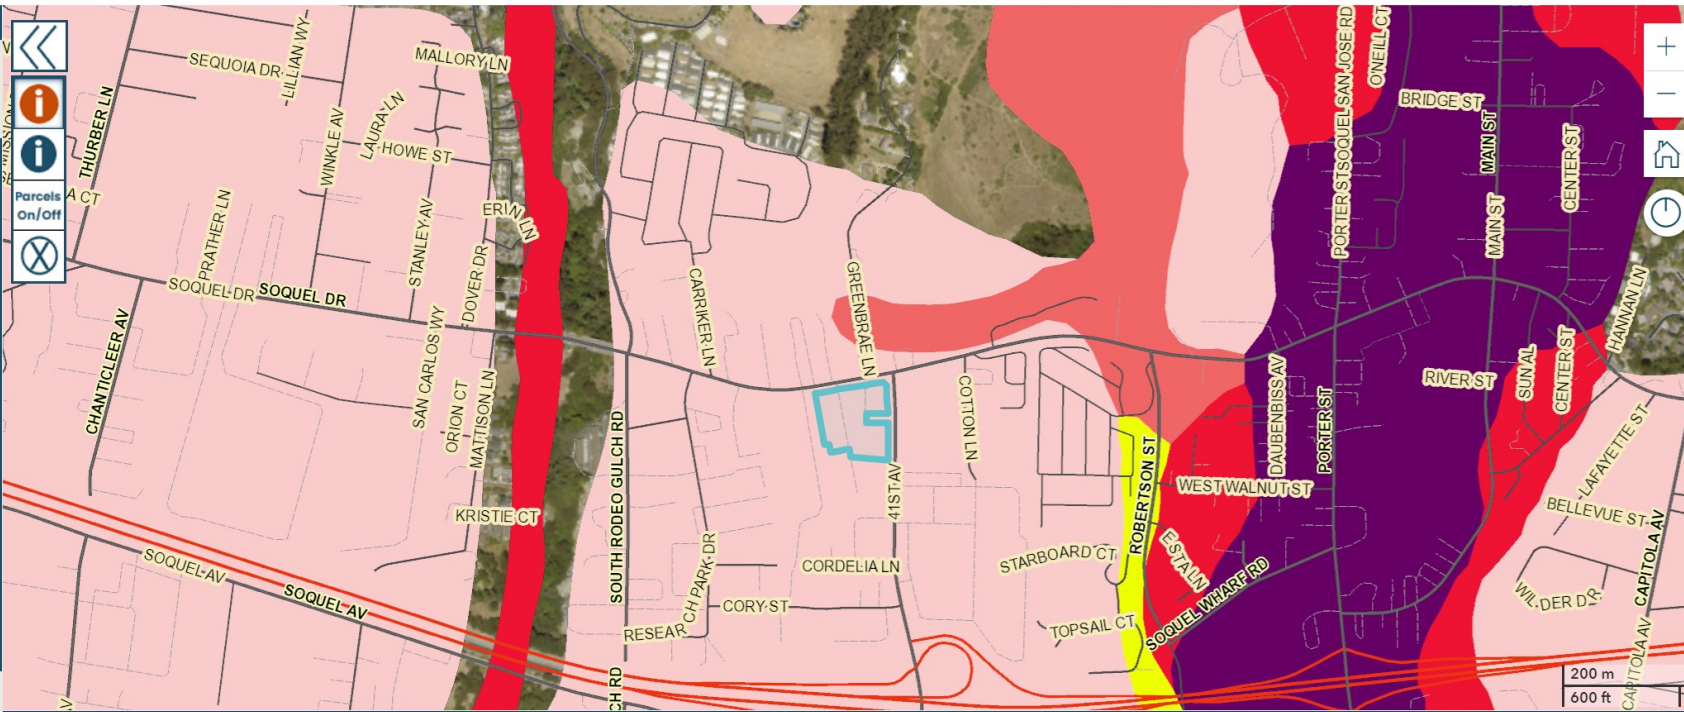 SEQUOIA DR
LILLIAN WY
MALLORY LN
THURBER LN
WINKLE AV
LAURA LN
HOWE ST
Parcels
On/Off
A CT
PRATHER LN
STANLEY AV
ERIN LN
DOVER DR
SOQUEL DR
SOQUEL DR
CHANTICLEER AV
SAN CARLOS WY
ORION CT
MATTISON LN
KRISTIE CT
SOQUEL AV
SOQUEL AV
CARRIKER LN
GREENBRAE LN
COTTON LN
41ST AV
SOUTH RODEO GULCH RD
CH RD
RESEARCH PARK DR
CORDELIA LN
CORY ST
STARBOARD CT
TOPSAIL CT
ROBERTSON ST
ESTA LN
SOQUEL WHARF RD
WEST WALNUT ST
DAUBENBISS AV
PORTER ST
PORTER ST
SOQUEL SAN JOSE RD
O'NEILL CT
BRIDGE ST
MAIN ST
MAIN ST
CENTER ST
HANNAN LN
RIVER ST
SUN AL
CENTER ST
LAFAYETTE ST
BELLEVUE ST
WILDER DR
CAPITOLA AV
CAPITOLA AV
200 m
600 ft